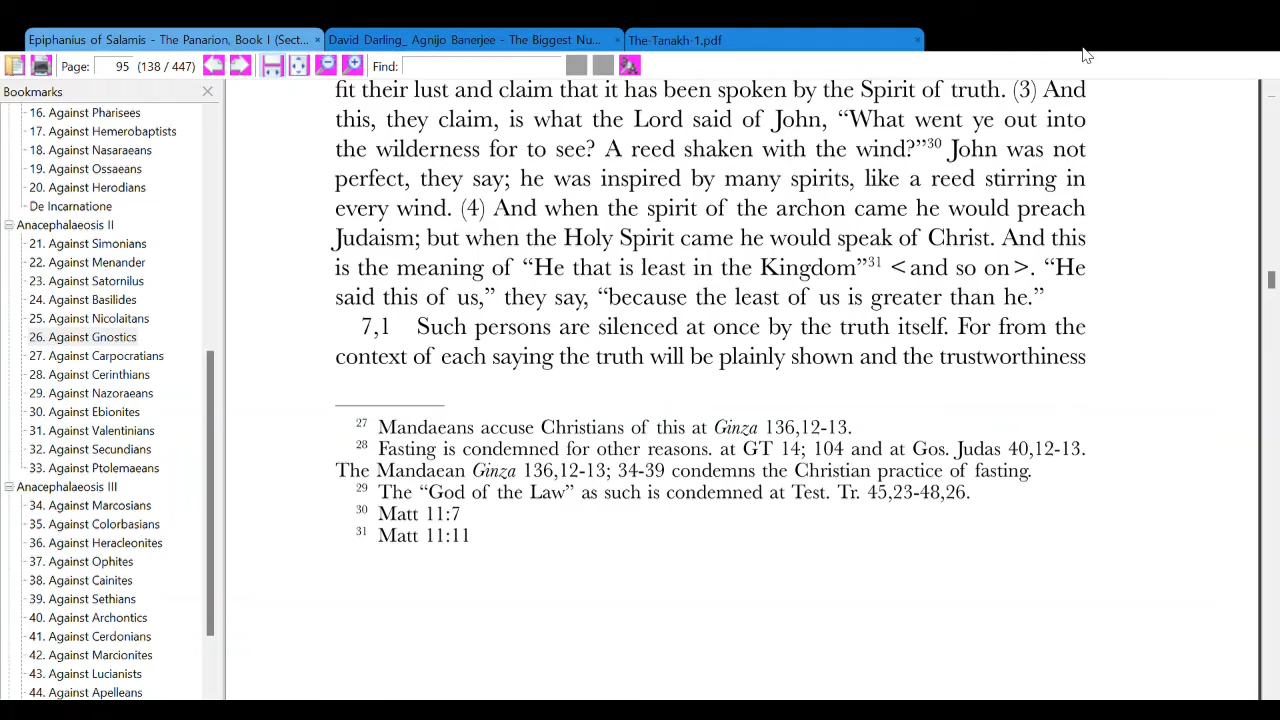 Epiphanius of Salamis - The Panarion, Book I (Sect...
David Darling_ Agnijo Banerjee - The Biggest Nu...
The-Tanakh-1.pdf
Page: 95 (138 / 447)
Find:
Bookmarks
16. Against Pharisees
17. Against Hemerobaptists
18. Against Nasaraeans
19. Against Ossaeans
20. Against Herodians
De Incarnatione
Anacephalaeosis II
21. Against Simonians
22. Against Menander
23. Against Satornilus
24. Against Basilides
25. Against Nicolaitans
26. Against Gnostics
27. Against Carpocratians
28. Against Cerinthians
29. Against Nazoraeans
30. Against Ebionites
31. Against Valentinians
32. Against Secundians
33. Against Ptolemaeans
Anacephalaeosis III
34. Against Marcosians
35. Against Colorbasians
36. Against Heracleonites
37. Against Ophites
38. Against Cainites
39. Against Sethians
40. Against Archontics
41. Against Cerdonians
42. Against Marcionites
43. Against Lucianists
44. Against Apelleans
fit their lust and claim that it has been spoken by the Spirit of truth. (3) And
this, they claim, is what the Lord said of John, “What went ye out into
the wilderness for to see? A reed shaken with the wind?”30 John was not
perfect, they say; he was inspired by many spirits, like a reed stirring in
every wind. (4) And when the spirit of the archon came he would preach
Judaism; but when the Holy Spirit came he would speak of Christ. And this
is the meaning of “He that is least in the Kingdom”31 <and so on>. “He
said this of us,” they say, “because the least of us is greater than he.”
7,1 Such persons are silenced at once by the truth itself. For from the
context of each saying the truth will be plainly shown and the trustworthiness
27 Mandaeans accuse Christians of this at Ginza 136,12-13.
28 Fasting is condemned for other reasons. at GT 14; 104 and at Gos. Judas 40,12-13.
The Mandaean Ginza 136,12-13; 34-39 condemns the Christian practice of fasting.
29 The “God of the Law” as such is condemned at Test. Tr. 45,23-48,26.
30 Matt 11:7
31 Matt 11:11